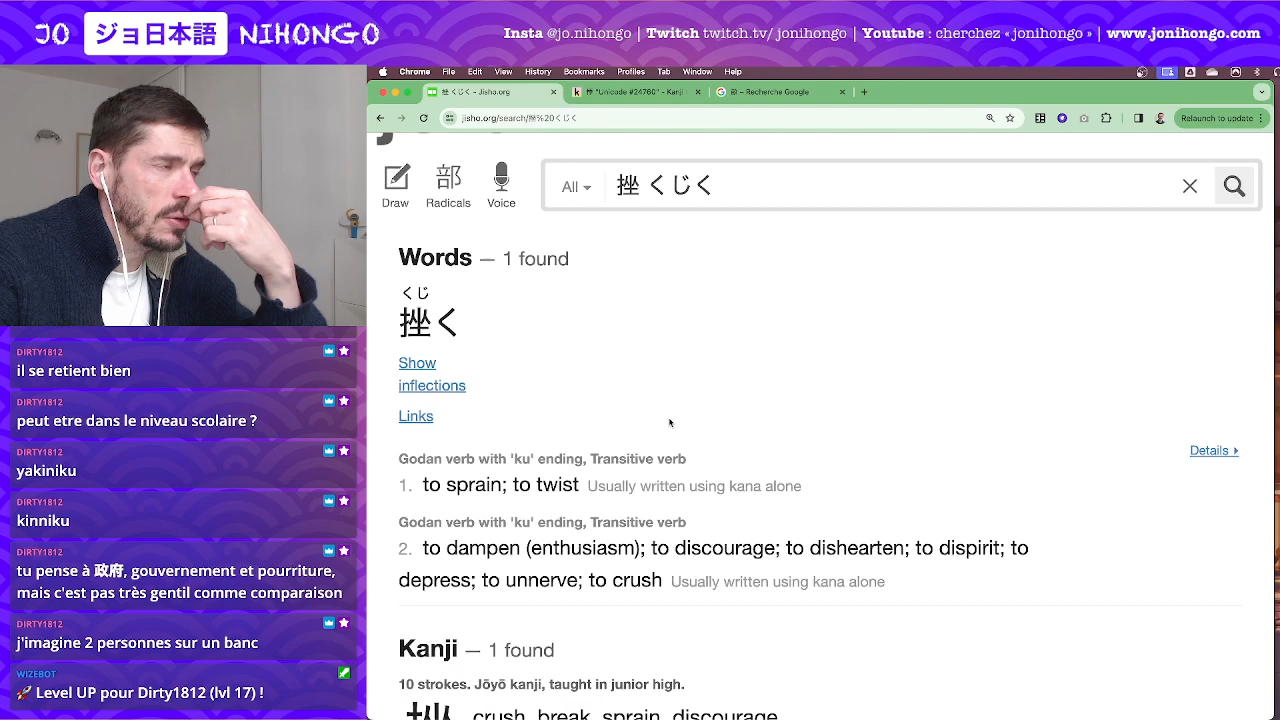 JO ジョ日本語 NIHONGO
Insta @jo.nihongo | Twitch twitch.tv/ jonihongo | Youtube : cherchez « jonihongo » | www.jonihongo.com
Chrome File Edit View History Bookmarks Profiles Tab Window Help
挫 くじく - Jisho.org
"Unicode #24760" - Kanji
Recherche Google
jisho.org/search/挫%20くじく
Relaunch to update
Draw
部
Radicals
Voice
All
挫 くじく
Words — 1 found
くじ
挫く
Show
inflections
Links
Details
Godan verb with 'ku' ending, Transitive verb
1. to sprain; to twist Usually written using kana alone
Godan verb with 'ku' ending, Transitive verb
2. to dampen (enthusiasm); to discourage; to dishearten; to dispirit; to
depress; to unnerve; to crush Usually written using kana alone
Kanji — 1 found
10 strokes. Jōyō kanji, taught in junior high.
crush, break, sprain, discourage
DIRTY1812
il se retient bien
DIRTY1812
peut etre dans le niveau scolaire ?
DIRTY1812
yakiniku
DIRTY1812
kinniku
DIRTY1812
tu pense à 政府, gouvernement et pourriture,
mais c'est pas très gentil comme comparaison
DIRTY1812
j'imagine 2 personnes sur un banc
WIZEBOT
🚀 Level UP pour Dirty1812 (lvl 17) !